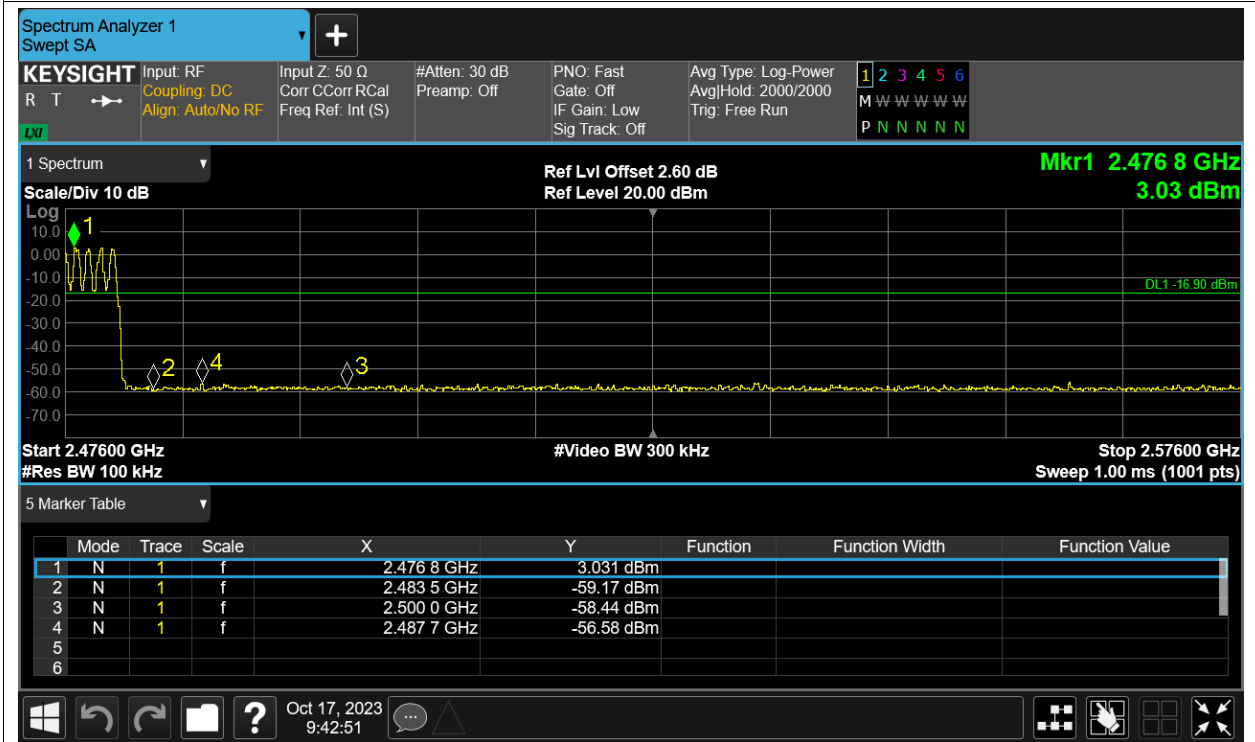 Spectrum Analyzer 1
Swept SA
+
KEYSIGHT
R T
LXI
Input: RF
Coupling: DC
Align: Auto/No RF
Input Z: 50 Ω
Corr CCorr RCal
Freq Ref: Int (S)
#Atten: 30 dB
Preamp: Off
PNO: Fast
Gate: Off
IF Gain: Low
Sig Track: Off
Avg Type: Log-Power
Avg|Hold: 2000/2000
Trig: Free Run
1 2 3 4 5 6
M W W W W W
P N N N N N
1 Spectrum
Scale/Div 10 dB
Ref Lvl Offset 2.60 dB
Ref Level 20.00 dBm
Mkr1 2.476 8 GHz
3.03 dBm
Log
10.0
0.00
-10.0
-20.0
-30.0
-40.0
-50.0
-60.0
-70.0
1
2
4
3
DL1 -16.90 dBm
Start 2.47600 GHz
#Video BW 300 kHz
Stop 2.57600 GHz
#Res BW 100 kHz
Sweep 1.00 ms (1001 pts)
5 Marker Table
Mode Trace Scale X Y Function Function Width Function Value
1 N 1 f 2.476 8 GHz 3.031 dBm
2 N 1 f 2.483 5 GHz -59.17 dBm
3 N 1 f 2.500 0 GHz -58.44 dBm
4 N 1 f 2.487 7 GHz -56.58 dBm
5
6
?
Oct 17, 2023
9:42:51